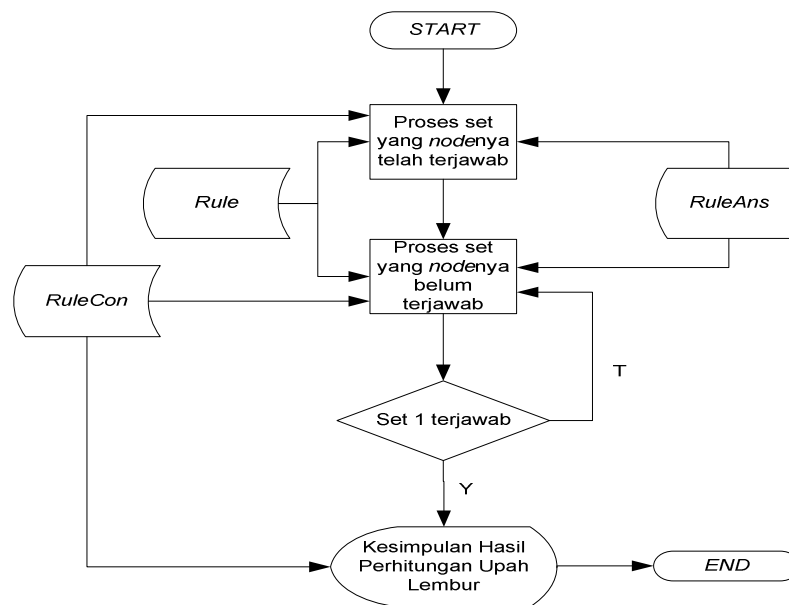 START
Proses set
yang nodenya
telah terjawab
Rule
RuleAns
Proses set
yang nodenya
belum
terjawab
RuleCon
T
Set 1 terjawab
Y
Kesimpulan Hasil
Perhitungan Upah
Lembur
END